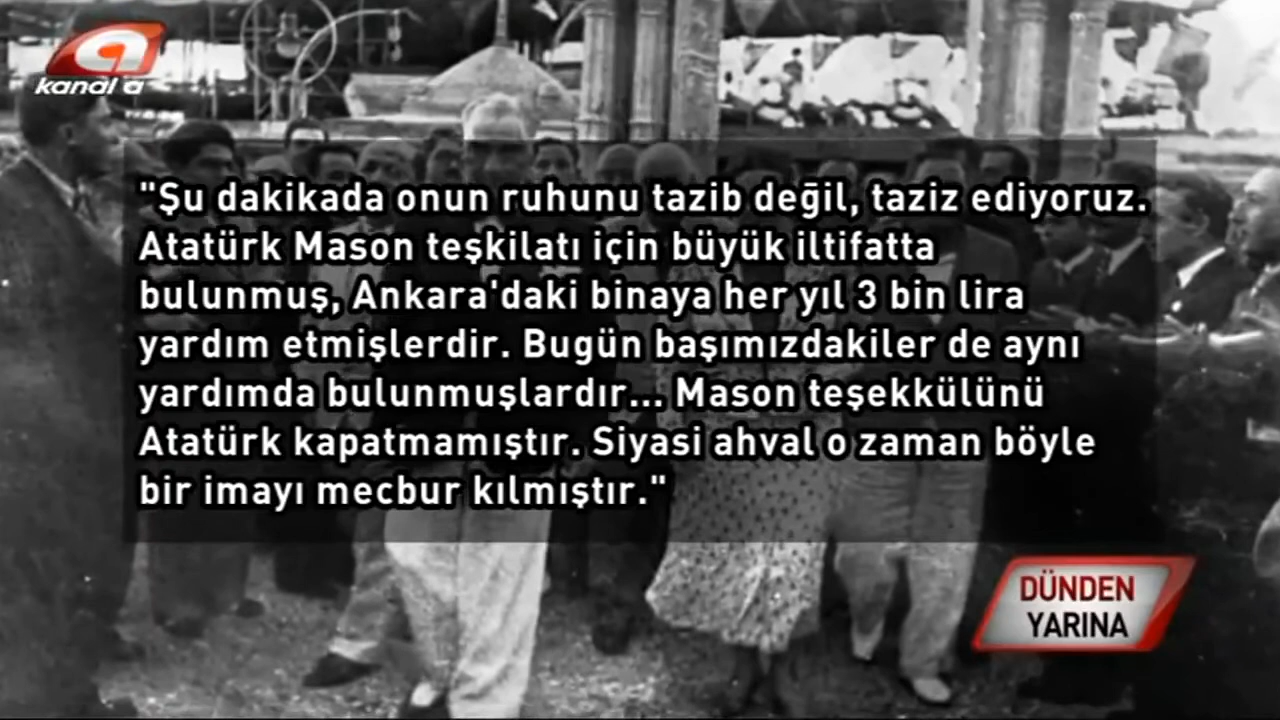 a
kanal a
"Şu dakikada onun ruhunu tazib değil, taziz ediyoruz.
Atatürk Mason teşkilatı için büyük iltifatta
bulunmuş, Ankara'daki binaya her yıl 3 bin lira
yardım etmişlerdir. Bugün başımızdakiler de aynı
yardımda bulunmuşlardır... Mason teşekkülünü
Atatürk kapatmamıştır. Siyasi ahval o zaman böyle
bir imayı mecbur kılmıştır."
DÜNDEN
YARINA